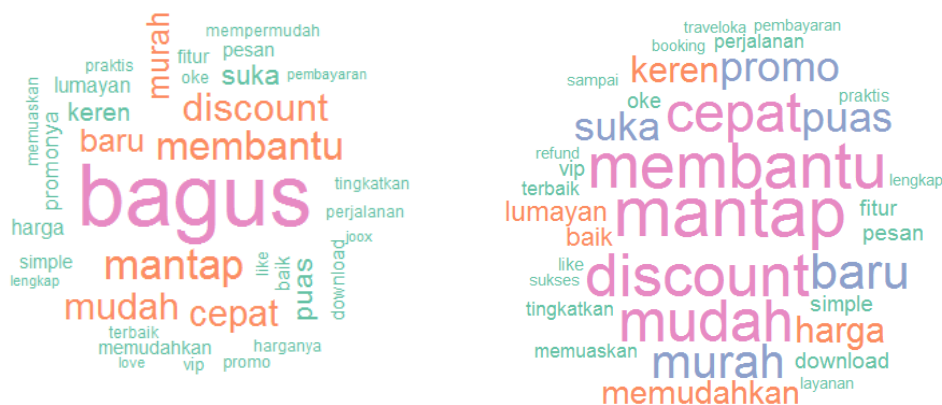 mempermudah
murah
fitur pesan
praktis
oke suka pembayaran
lumayan
memuaskan
promonya
keren
discount
baru membantu
bagus
tingkatkan
perjalanan
harga
joox
simple
lengkap
mantap
like
baik
puas
download
mudah cepat
terbaik
memudahkan
harganya
love vip promo
traveloka pembayaran
booking perjalanan
keren promo
sampai
praktis
oke cepat puas
suka
refund
membantu
vip
lengkap
terbaik
mantap
fitur
lumayan
baik
pesan
like
discount baru
sukses
tingkatkan
simple
mudah harga
memuaskan
murah download
layanan
memudahkan